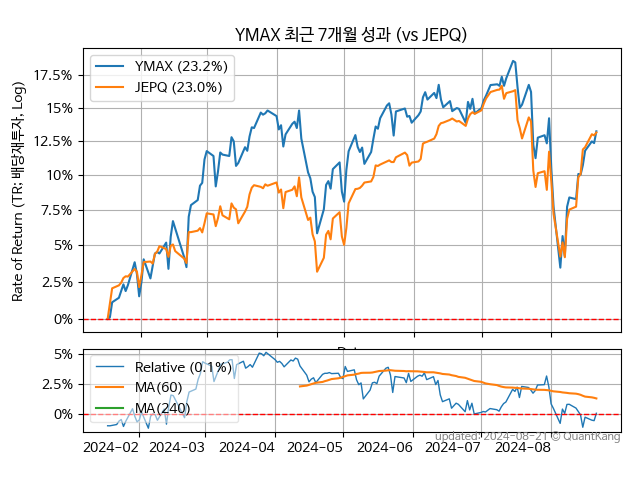 YMAX 최근 7개월 성과 (vs JEPQ)
Rate of Return (TR: 배당재투자, Log)
17.5%
15%
12.5%
10%
7.5%
5%
2.5%
0%
YMAX (23.2%)
JEPQ (23.0%)
5%
2.5%
0%
Relative (0.1%)
MA(60)
MA(240)
updated: 2024-08-21 © QuantKang
2024-02 2024-03 2024-04 2024-05 2024-06 2024-07 2024-08